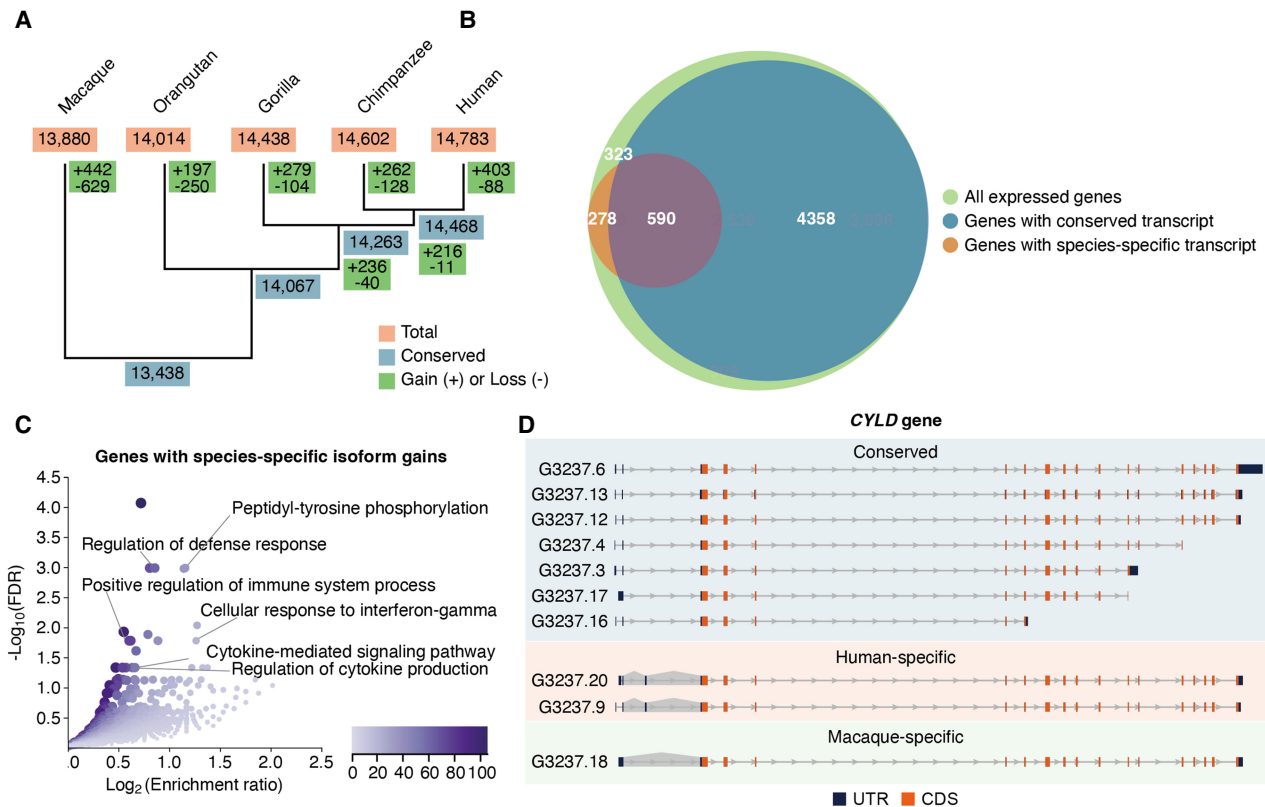 A
Macaque
Orangutan
Gorilla
Chimpanzee
Human
13,880
14,014
14,438
14,602
14,783
+442
-629
+197
-250
+279
-104
+262
-128
+403
-88
14,468
14,263
+216
-11
+236
-40
14,067
13,438
Total
Conserved
Gain (+) or Loss (-)
B
323
278
590
4358
All expressed genes
Genes with conserved transcript
Genes with species-specific transcript
C
Genes with species-specific isoform gains
-Log10(FDR)
4.5
4.0
3.5
3.0
2.5
2.0
1.5
1.0
0.5
Peptidyl-tyrosine phosphorylation
Regulation of defense response
Positive regulation of immune system process
Cellular response to interferon-gamma
Cytokine-mediated signaling pathway
Regulation of cytokine production
.0 0.5 1.0 1.5 2.0 2.5
Log2 (Enrichment ratio)
0 20 40 60 80 100
D
CYLD gene
Conserved
G3237.6
G3237.13
G3237.12
G3237.4
G3237.3
G3237.17
G3237.16
Human-specific
G3237.20
G3237.9
Macaque-specific
G3237.18
UTR
CDS